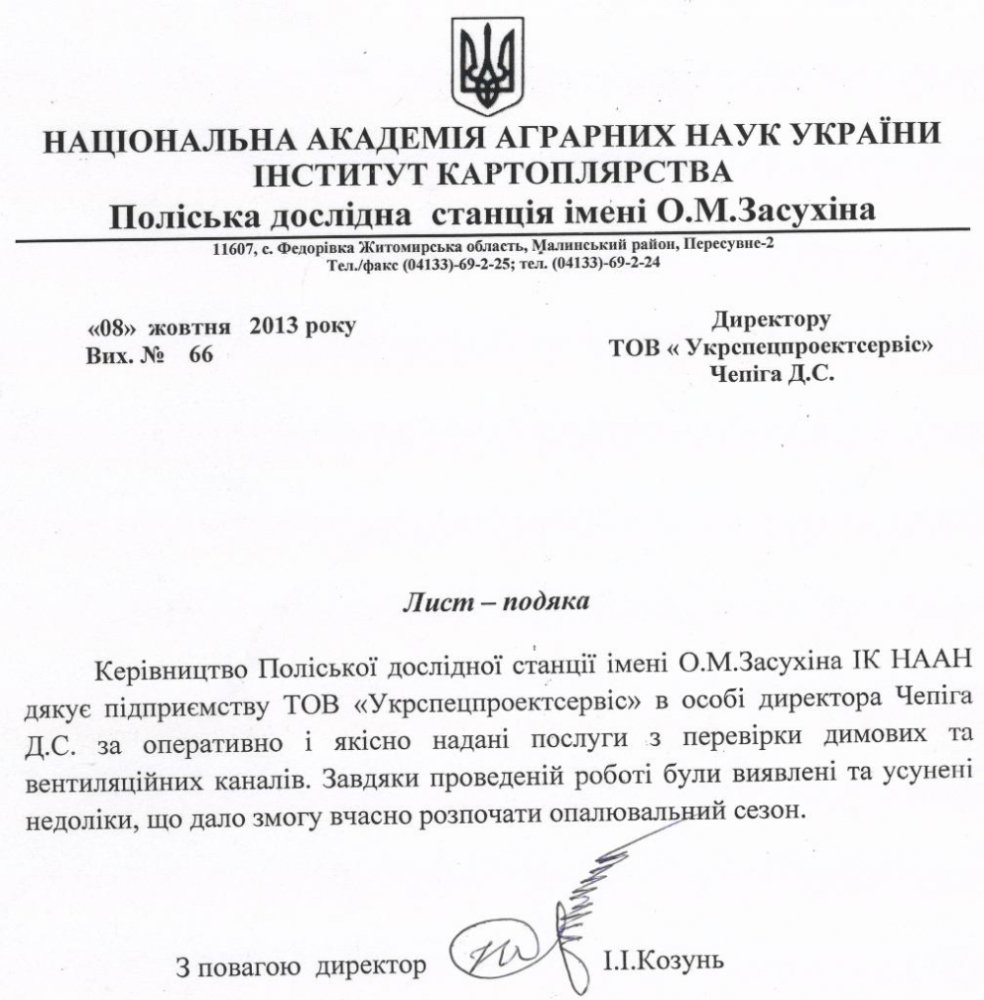 НАЦІОНАЛЬНА АКАДЕМІЯ АГРАРНИХ НАУК УКРАЇНИ
ІНСТИТУТ КАРТОПЛЯРСТВА
Поліська дослідна станція імені О.М.Засухіна
11607, с. Федорівка Житомирська область, Малинський район, Пересувне-2
Тел./факс (04133)-69-2-25; тел. (04133)-69-2-24
«08» жовтня 2013 року
Вих. № 66
Директору
ТОВ « Укрспецпроектсервіс»
Чепіга Д.С.
Лист – подяка
Керівництво Поліської дослідної станції імені О.М.Засухіна ІК НААН
дякує підприємству ТОВ «Укрспецпроектсервіс» в особі директора Чепіга
Д.С. за оперативно і якісно надані послуги з перевірки димових та
вентиляційних каналів. Завдяки проведеній роботі були виявлені та усунені
недоліки, що дало змогу вчасно розпочати опалювальний сезон.
З повагою директор І.І.Козунь